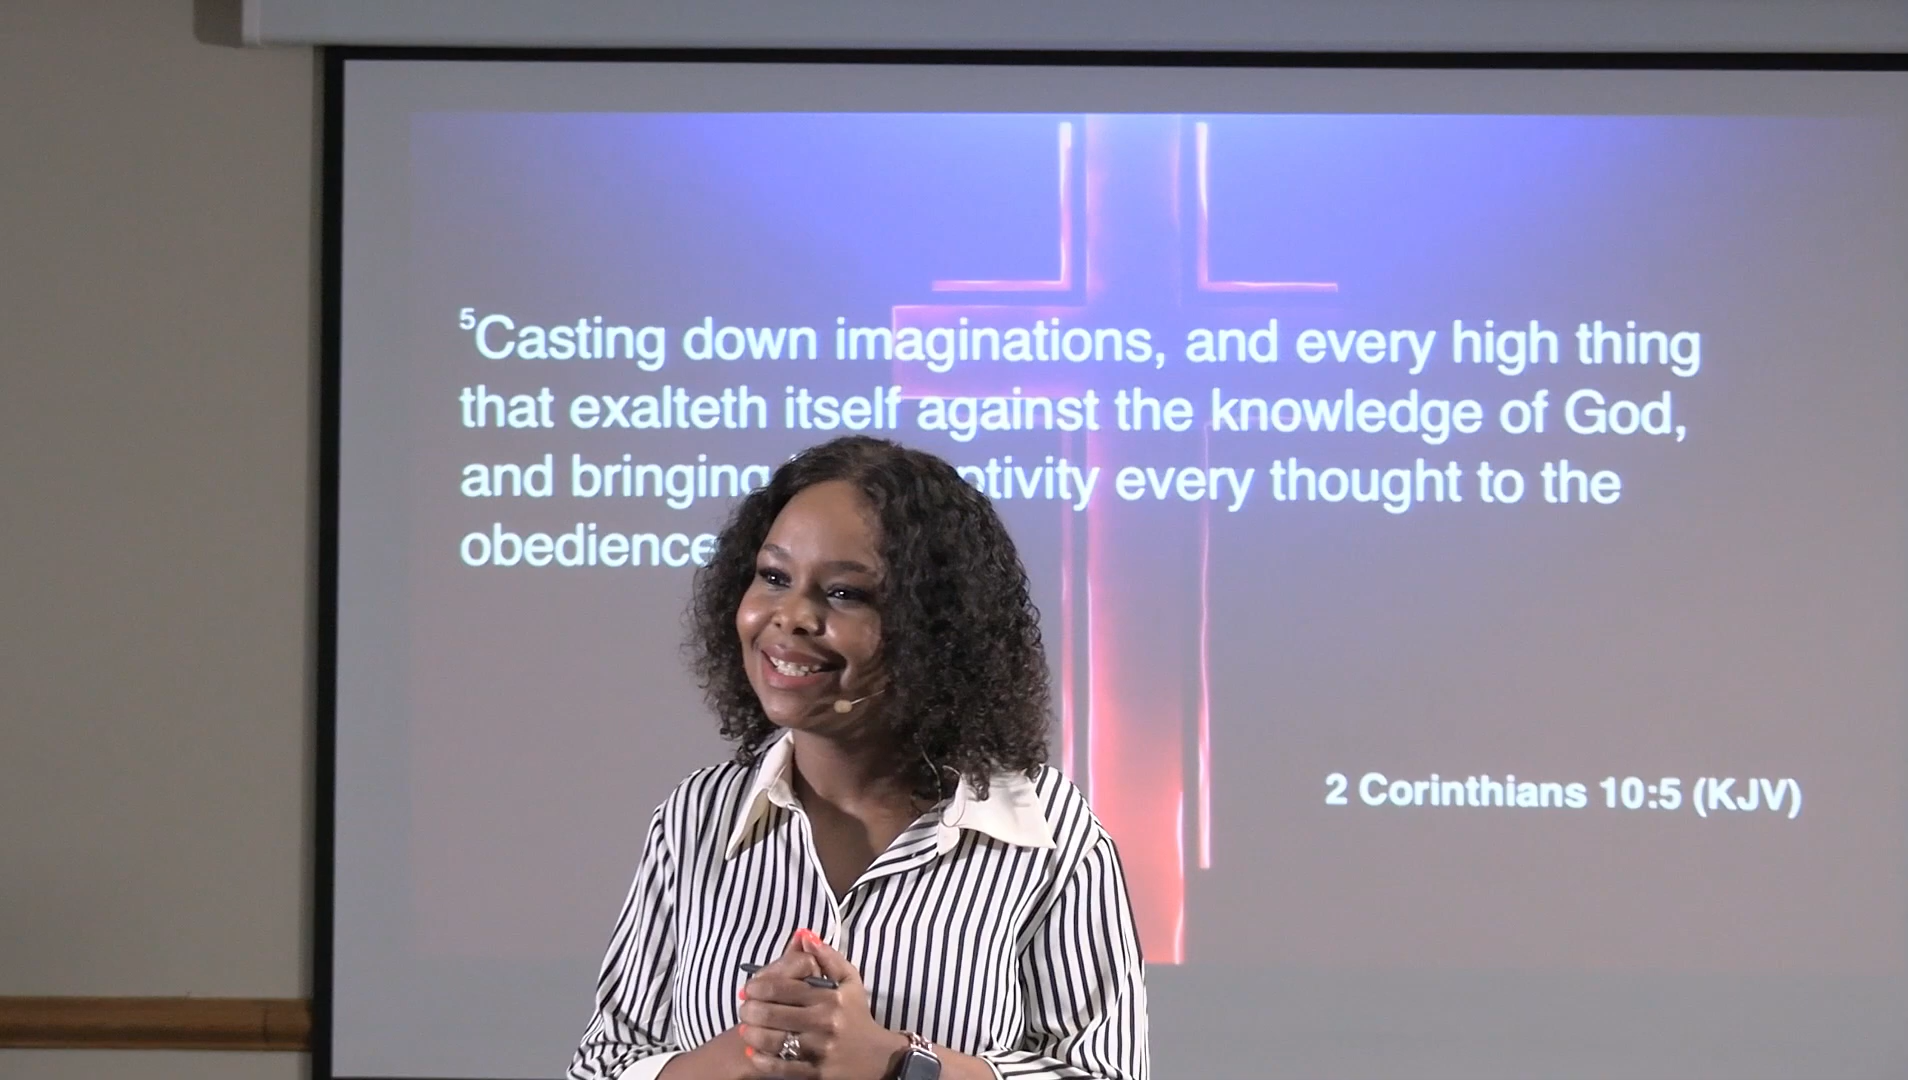 5Casting down imaginations, and every high thing
that exalteth itself against the knowledge of God,
and bringing ptivity every thought to the
obedience
2 Corinthians 10:5 (KJV)